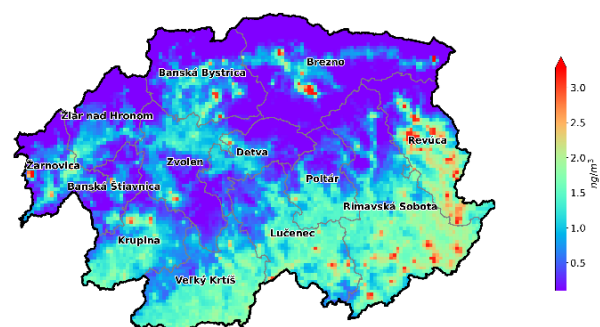 Brezno
Banská Bystrica
Žiar nad Hronom
Revúca
Detva
Zvolen
Žarnovica
Poltár
Banská Štiavnica
Rimavská Sobota
Lučenec
Krupina
Veľký Krtíš
3.0
2.5
2.0
1.5
1.0
0.5
ng/m³